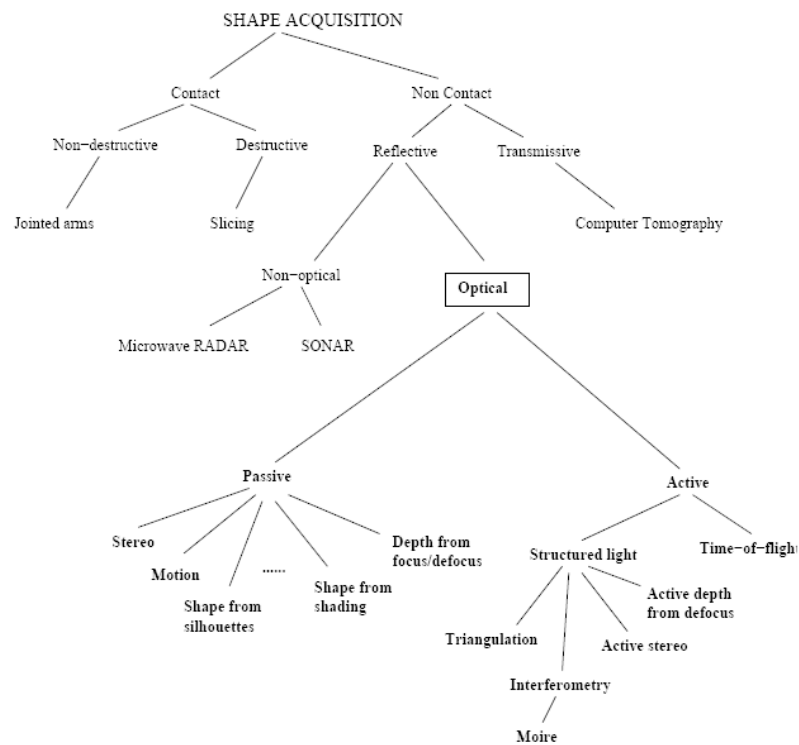 SHAPE ACQUISITION
Contact
Non Contact
Non−destructive
Destructive
Reflective
Transmissive
Jointed arms
Slicing
Computer Tomography
Non−optical
Optical
Microwave RADAR
SONAR
Passive
Active
Stereo
Motion
Shape from
silhouettes
......
Shape from
shading
Depth from
focus/defocus
Structured light
Time−of−flight
Triangulation
Interferometry
Moire
Active stereo
Active depth
from defocus